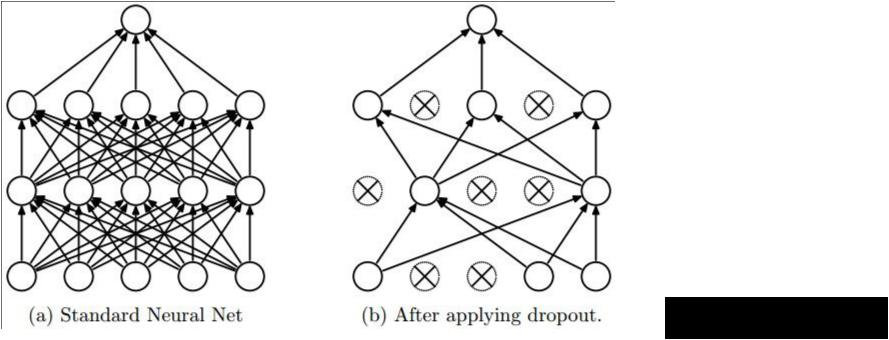 (a) Standard Neural Net
(b) After applying dropout.